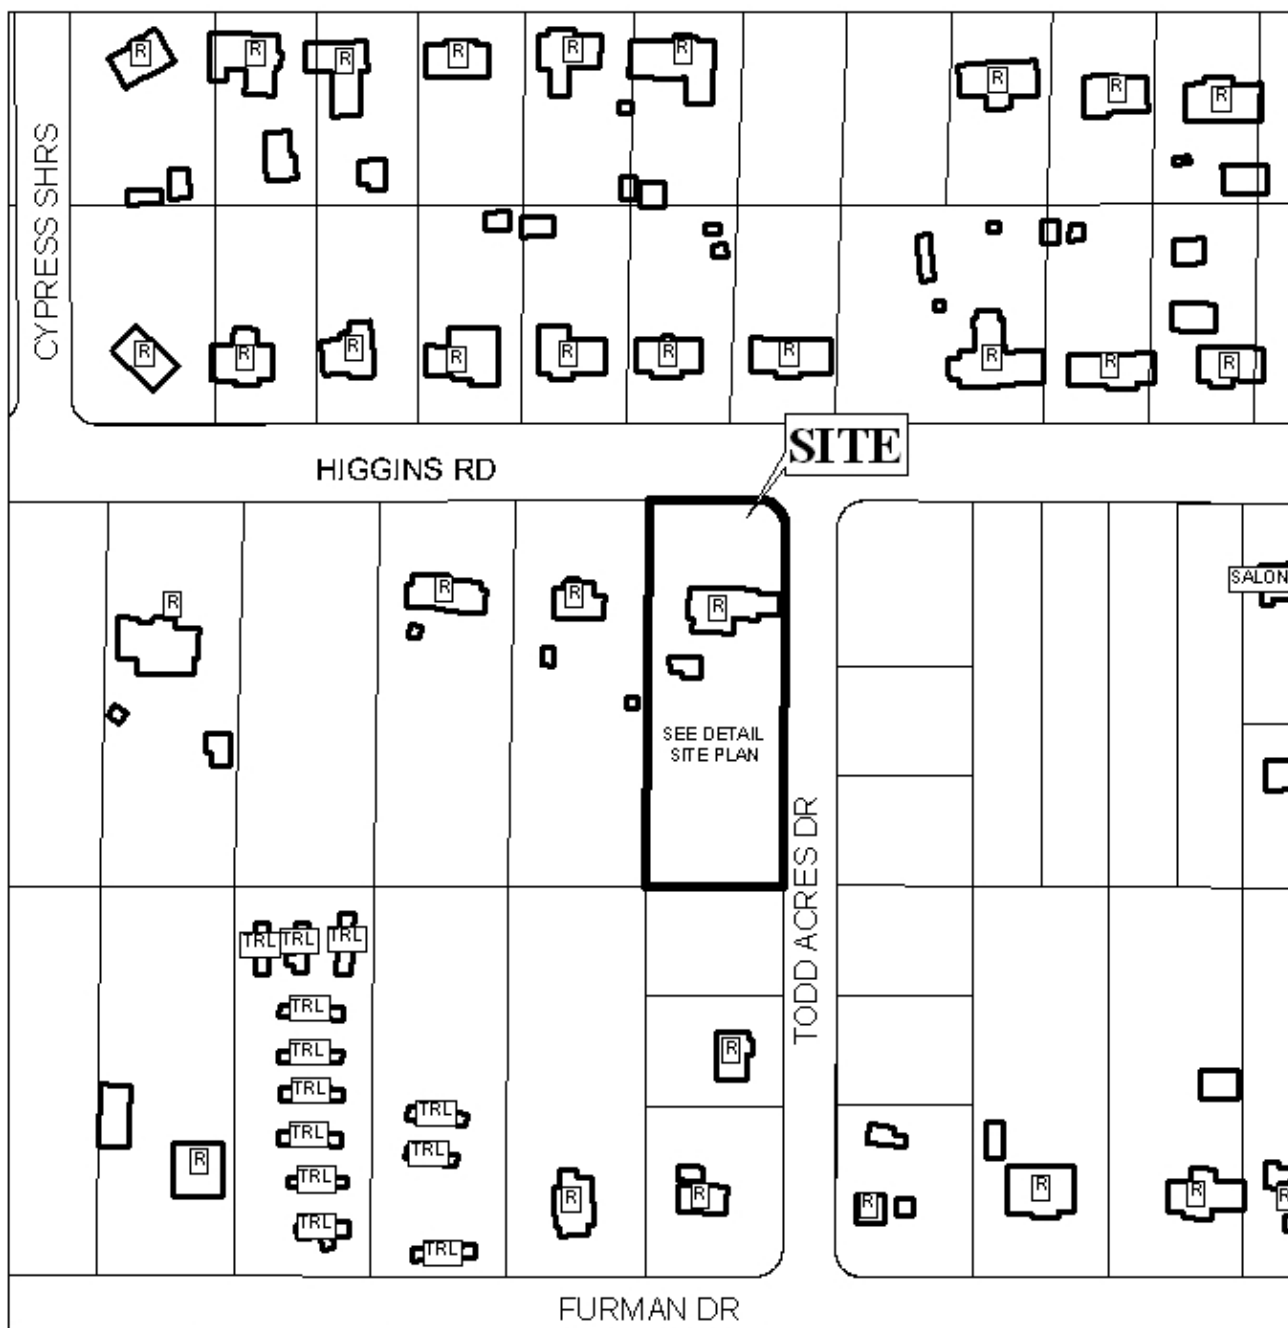 R R R R R R R R R
CYPRESS SHRS
R R R R R R R R R R
SITE
HIGGINS RD
SALON
R R R R
SEE DETAIL
SITE PLAN
TODD ACRES DR
TRL TRL TRL
TRL
TRL R
TRL
TRL
TRL
TRL
R TRL
TRL R R R R R R
TRL
TRL
FURMAN DR